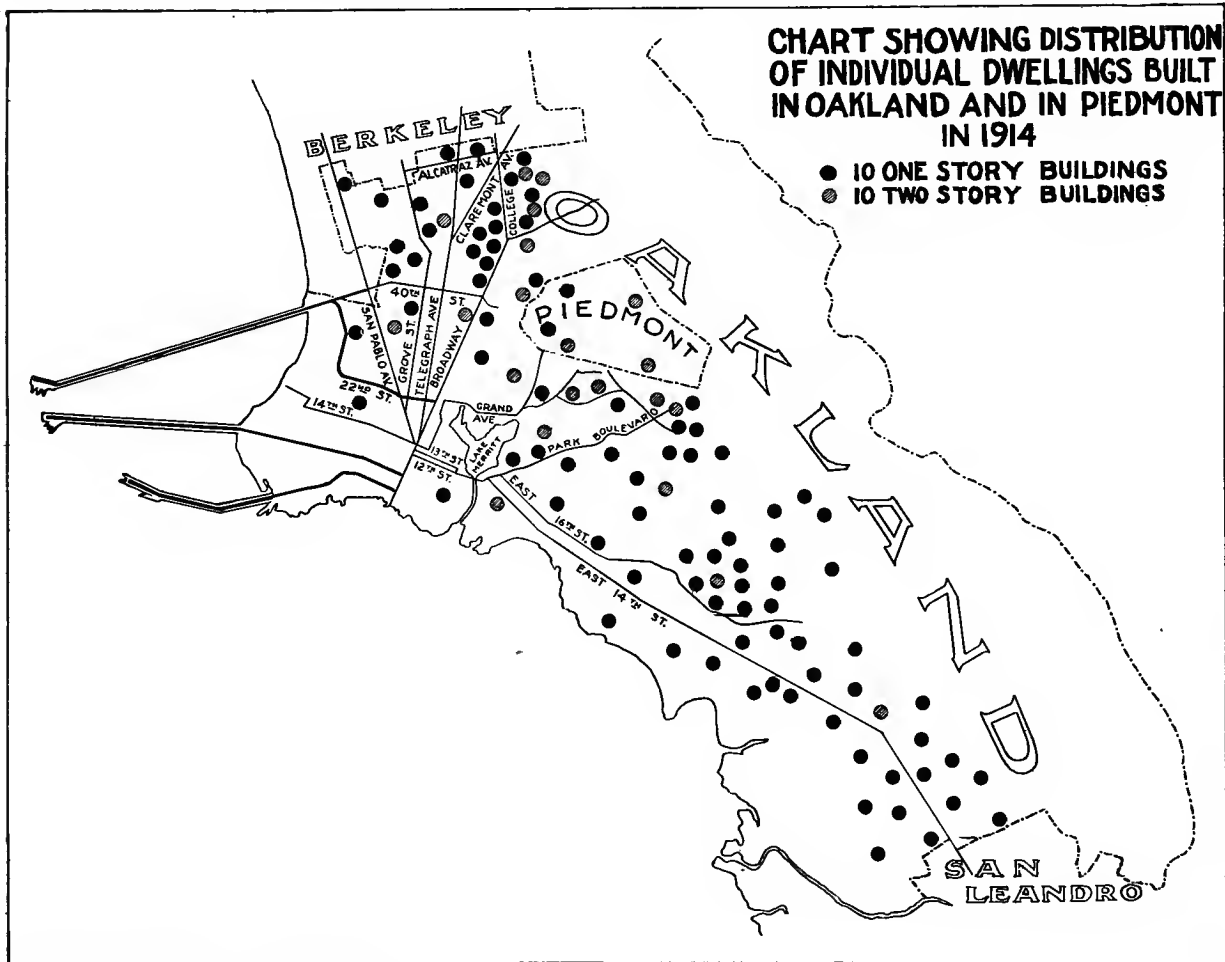 CHART SHOWING DISTRIBUTION
OF INDIVIDUAL DWELLINGS BUILT
IN OAKLAND AND IN PIEDMONT
IN 1914
10 ONE STORY BUILDINGS
10 TWO STORY BUILDINGS
BERKELEY
ALCATRAZ AV.
CLAREMONT AV.
COLLEGE
OAKLAND
PIEDMONT
40TH ST.
SAN PABLO AV.
GROVE ST.
TELEGRAPH AVE
BROADWAY
22ND ST.
14TH ST.
GRAND
AVE
13TH ST
12TH ST.
LAKE
MERRITT
PARK BOULEVARD
EAST 16TH ST.
EAST 14TH ST.
SAN
LEANDRO